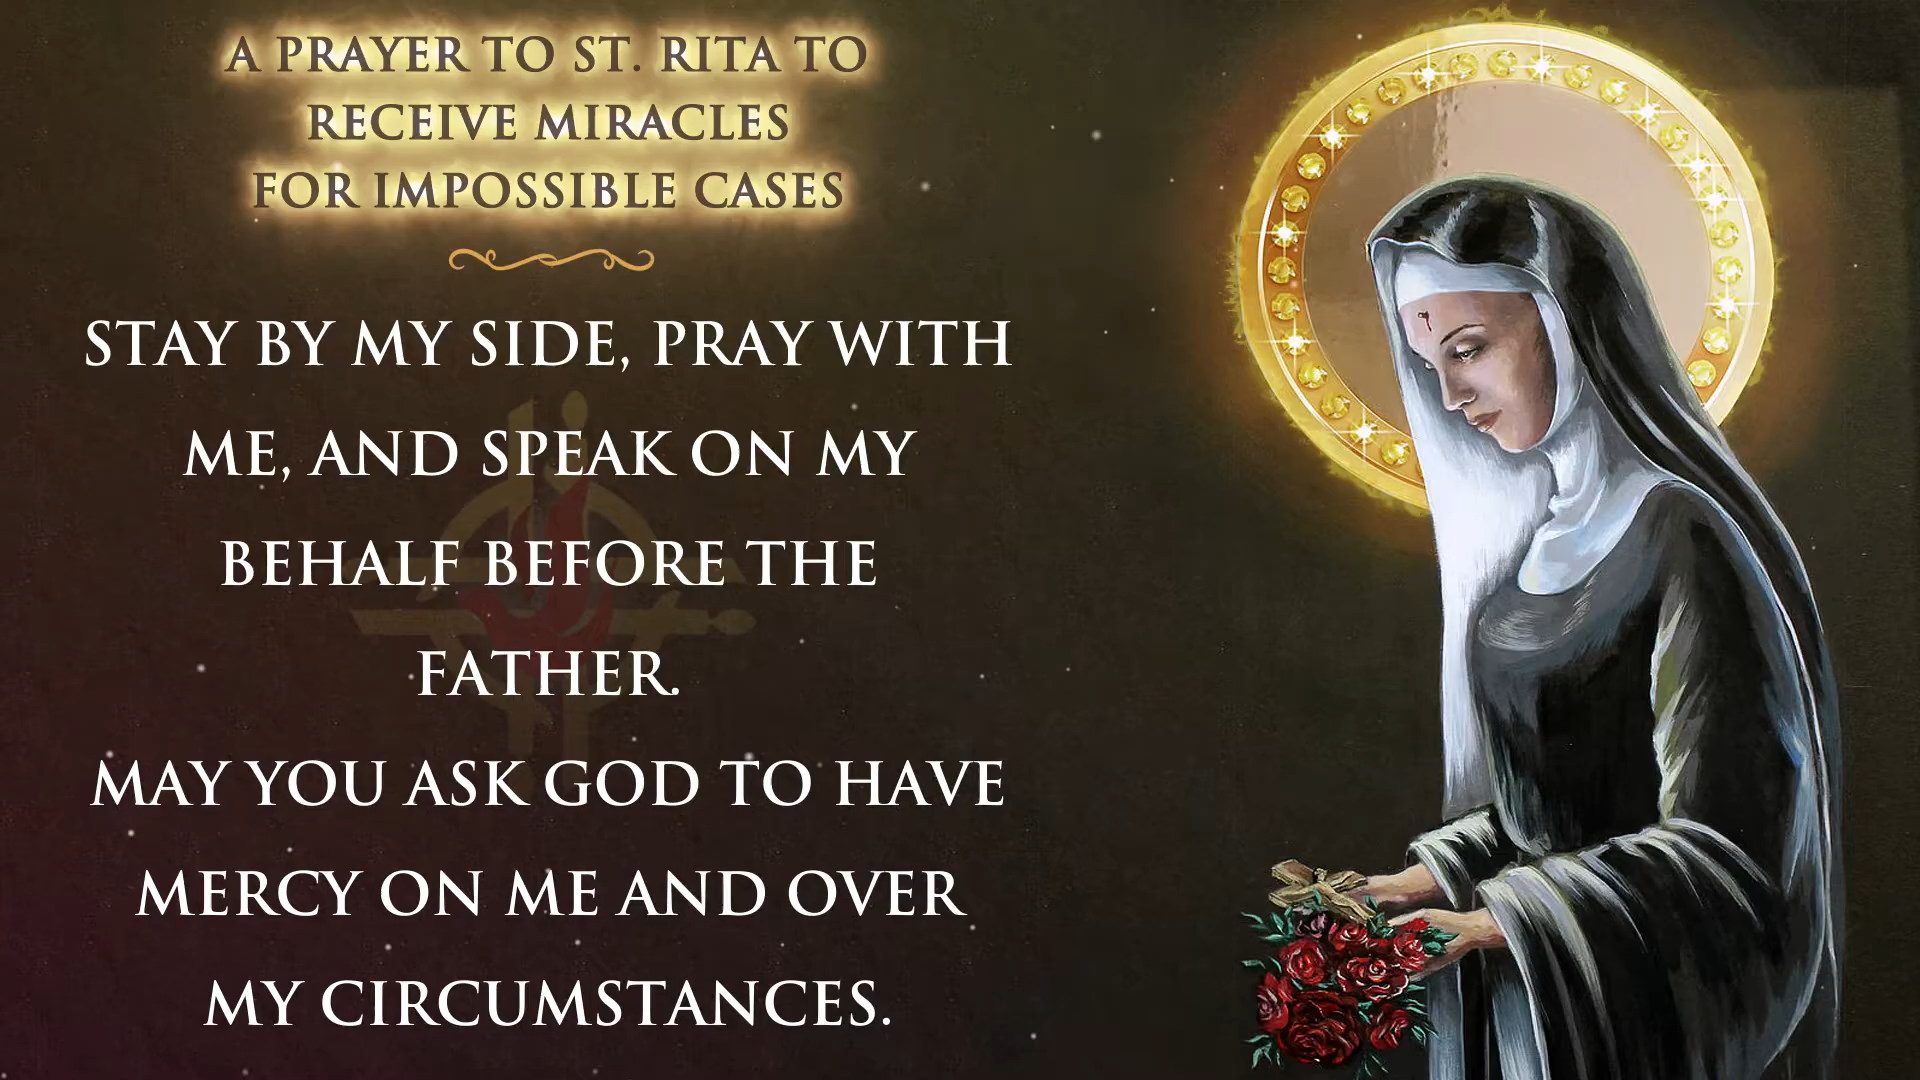 A PRAYER TO ST. RITA TO
RECEIVE MIRACLES
FOR IMPOSSIBLE CASES
STAY BY MY SIDE, PRAY WITH
ME, AND SPEAK ON MY
BEHALF BEFORE THE
FATHER.
MAY YOU ASK GOD TO HAVE
MERCY ON ME AND OVER
MY CIRCUMSTANCES.